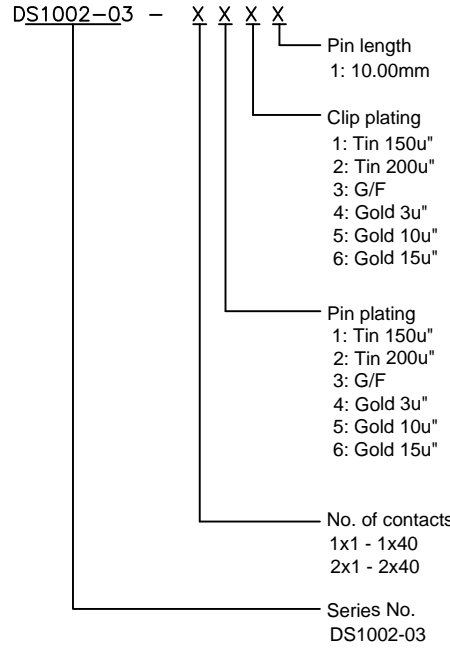 DS1002-03 - X X X X
Pin length
1: 10.00mm
Clip plating
1: Tin 150u"
2: Tin 200u"
3: G/F
4: Gold 3u"
5: Gold 10u"
6: Gold 15u"
Pin plating
1: Tin 150u"
2: Tin 200u"
3: G/F
4: Gold 3u"
5: Gold 10u"
6: Gold 15u"
No. of contacts
1x1 - 1x40
2x1 - 2x40
Series No.
DS1002-03